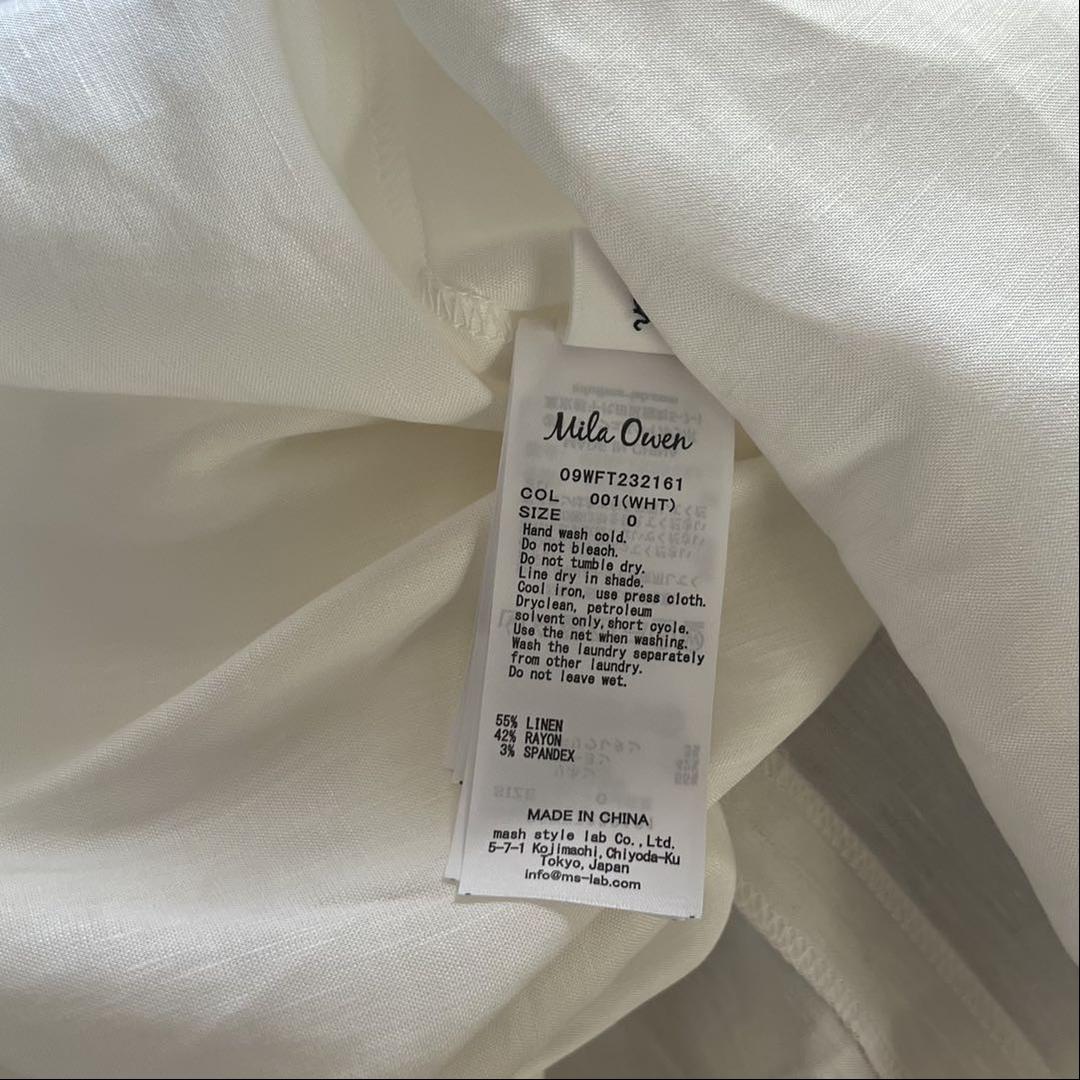 Mila Owen
09WFT232161
COL 001(WHT)
SIZE 0
Hand wash cold.
Do not bleach.
Do not tumble dry.
Line dry in shade.
Cool iron, use press cloth.
Dryclean, petroleum
solvent only,short cycle.
Use the net when washing.
Wash the laundry separately
from other laundry.
Do not leave wet.
55% LINEN
42% RAYON
3% SPANDEX
MADE IN CHINA
mash style lab Co.,Ltd.
5-7-1 Kojimachi,Chiyoda-Ku
Tokyo,Japan
info@ms-lab.com